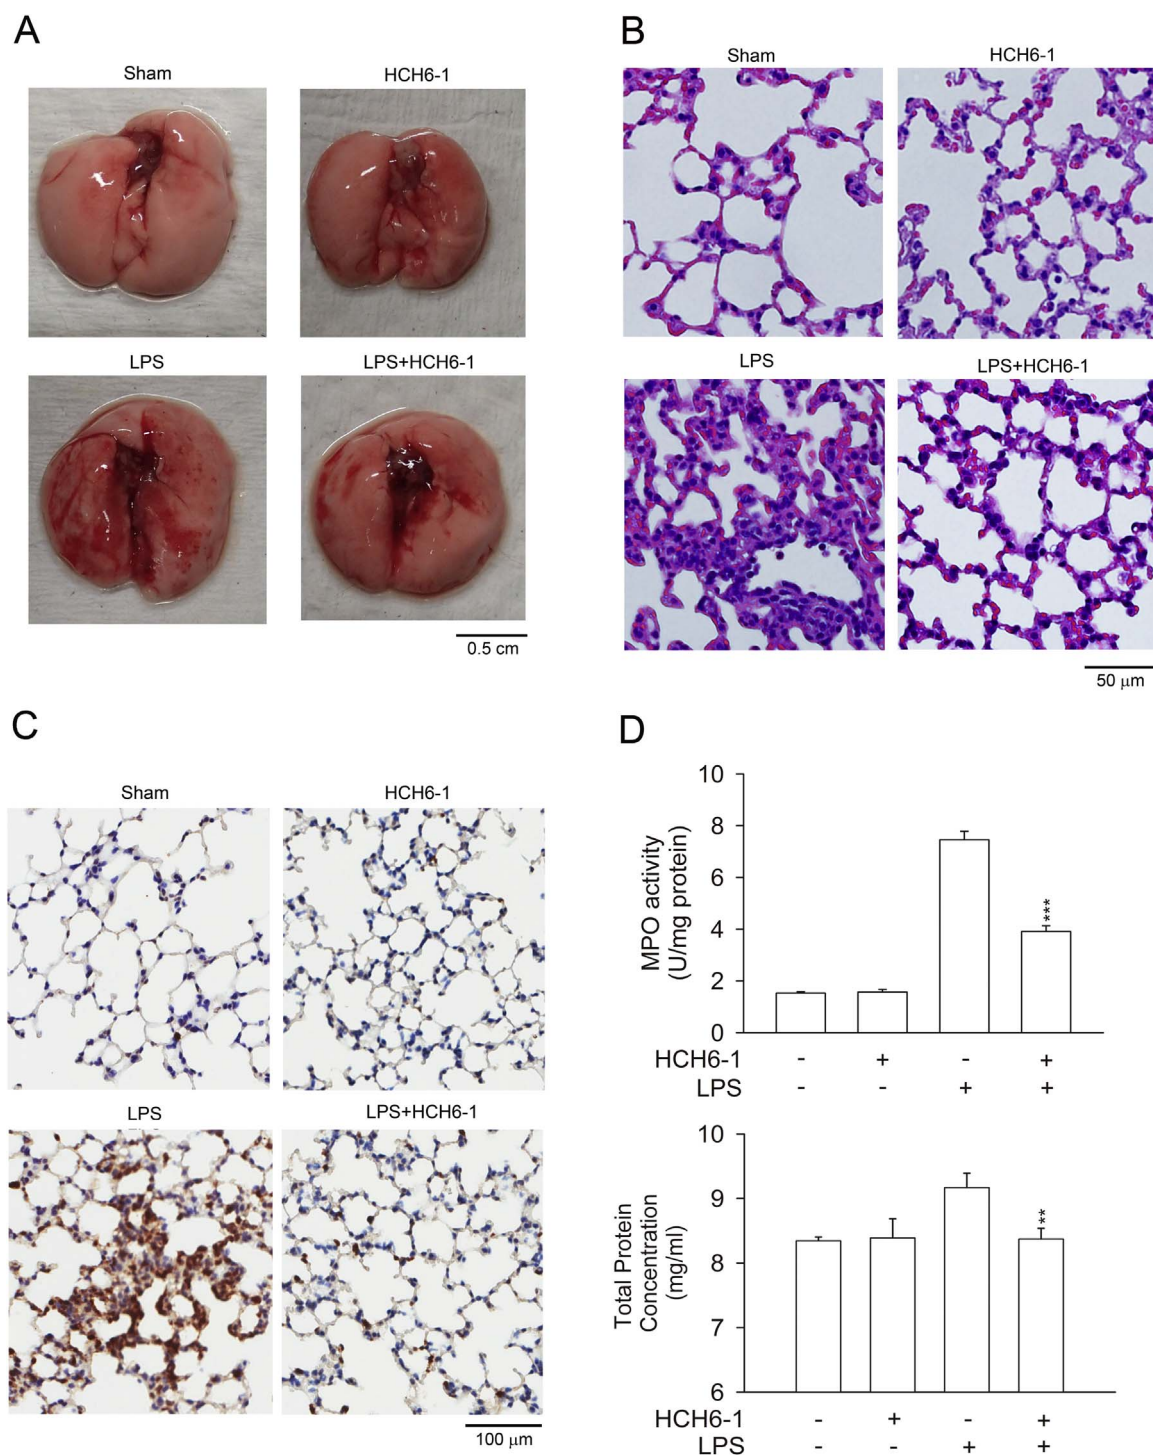 A
Sham
HCH6-1
LPS
LPS+HCH6-1
0.5 cm
B
Sham
HCH6-1
LPS
LPS+HCH6-1
50 μm
C
Sham
HCH6-1
LPS
LPS+HCH6-1
100 μm
D
MPO activity
(U/mg protein)
10
8
6
4
2
0
***
HCH6-1 - + - +
LPS - - + +
Total Protein
Concentration
(mg/ml)
10
9
8
7
6
**
HCH6-1 - + - +
LPS - - + +